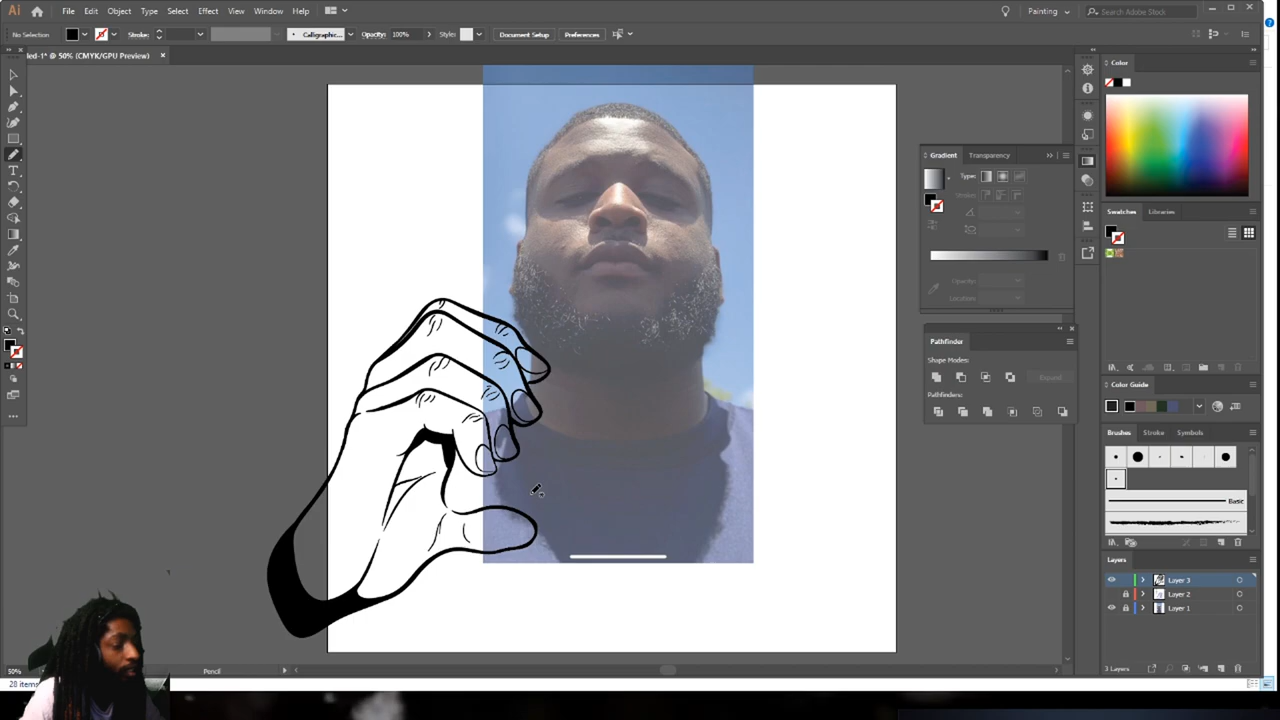 Ai File Edit Object Type Select Effect View Window Help Painting Search Adobe Stock
No Selection Stroke: Calligraphic... Opacity: 100% Styles Document Setup Preferences
led-1* @ 50% (CMYK/GPU Preview)
Color
Gradient Transparency
Type:
Stroke:
Opacity:
Location:
Swatches Libraries
Pathfinder
Shape Modes:
Expand
Pathfinders:
Color Guide
Brushes Stroke Symbols
Basic
Layers
Layer 3
Layer 2
Layer 1
3 Layers
50% Pencil
28 items